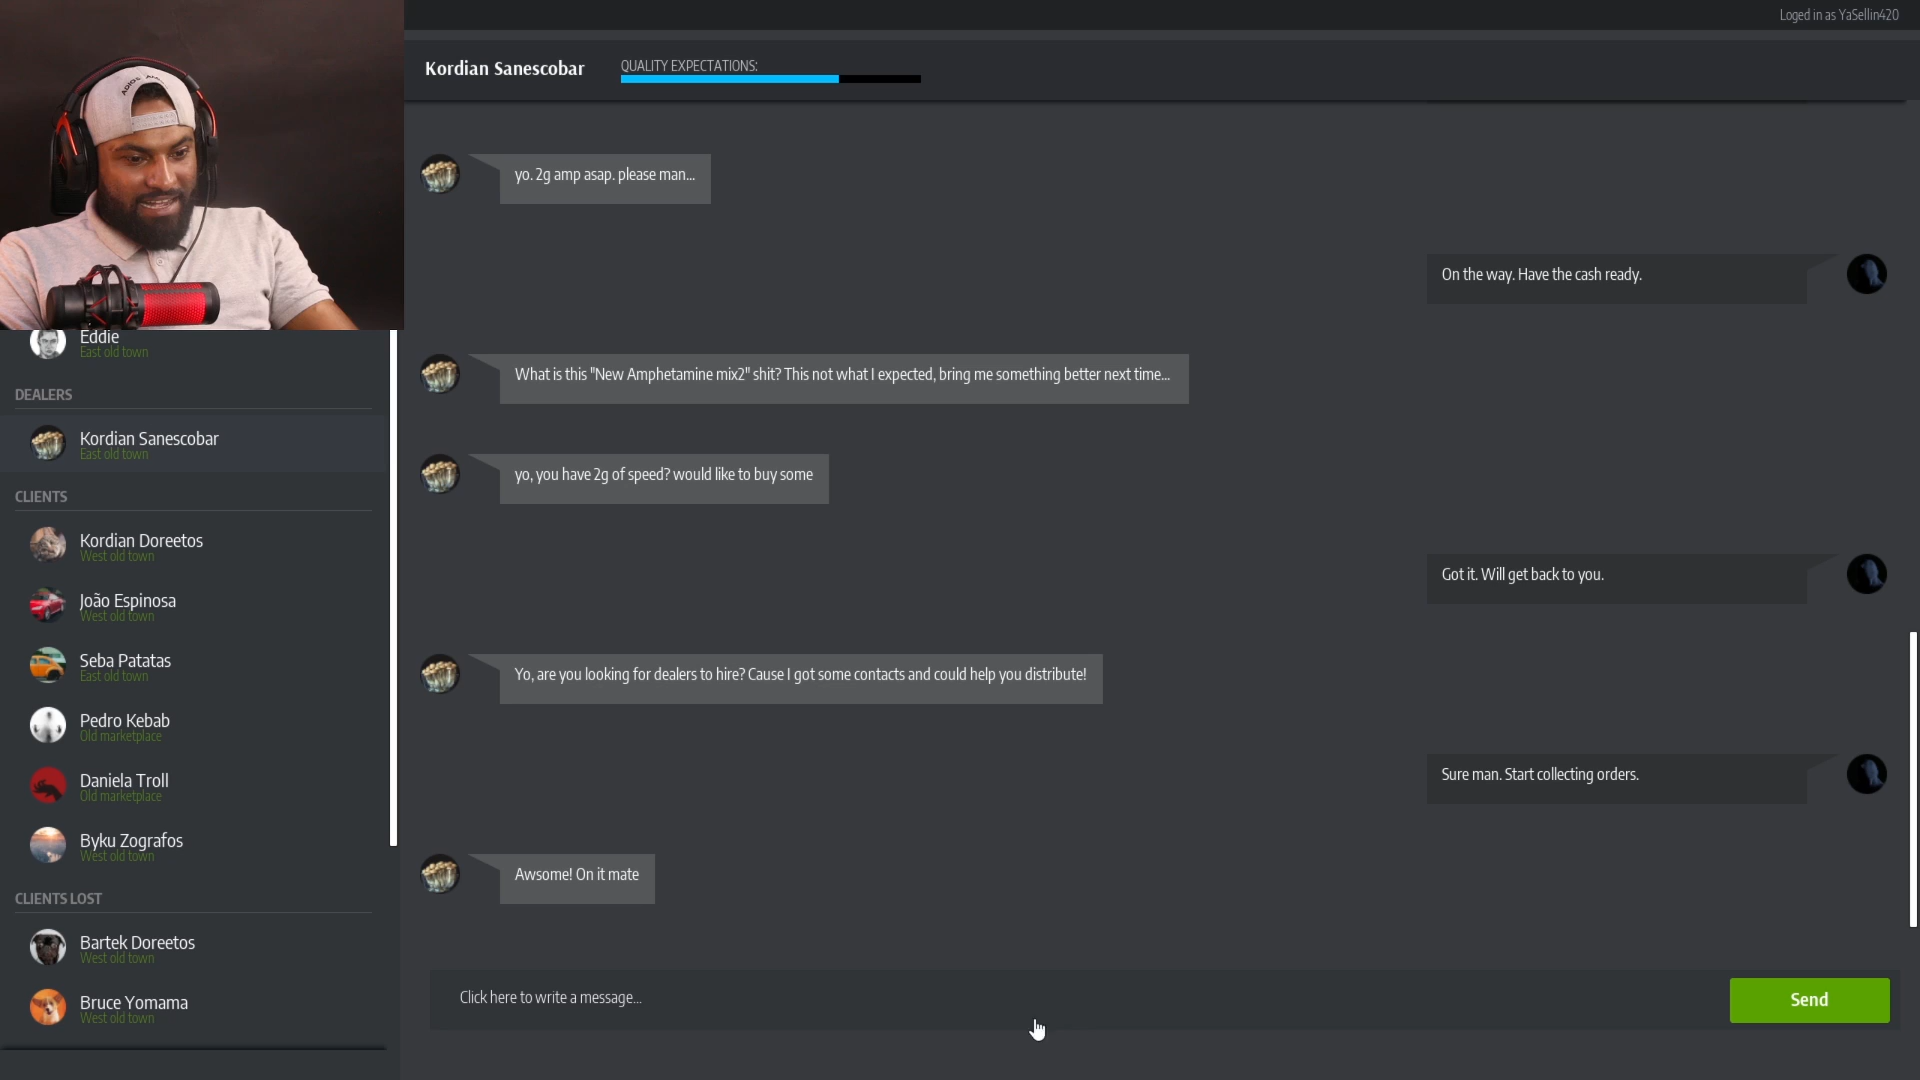 Loged in as YaSellin420
Kordian Sanescobar
QUALITY EXPECTATIONS:
yo. 2g amp asap. please man...
On the way. Have the cash ready.
What is this "New Amphetamine mix2" shit? This not what I expected, bring me something better next time...
yo, you have 2g of speed? would like to buy some
Got it. Will get back to you.
Yo, are you looking for dealers to hire? Cause I got some contacts and could help you distribute!
Sure man. Start collecting orders.
Awsome! On it mate
Click here to write a message...
Send
Eddie
East old town
DEALERS
Kordian Sanescobar
East old town
CLIENTS
Kordian Doreetos
West old town
João Espinosa
West old town
Seba Patatas
East old town
Pedro Kebab
Old marketplace
Daniela Troll
Old marketplace
Byku Zografos
West old town
CLIENTS LOST
Bartek Doreetos
West old town
Bruce Yomama
West old town